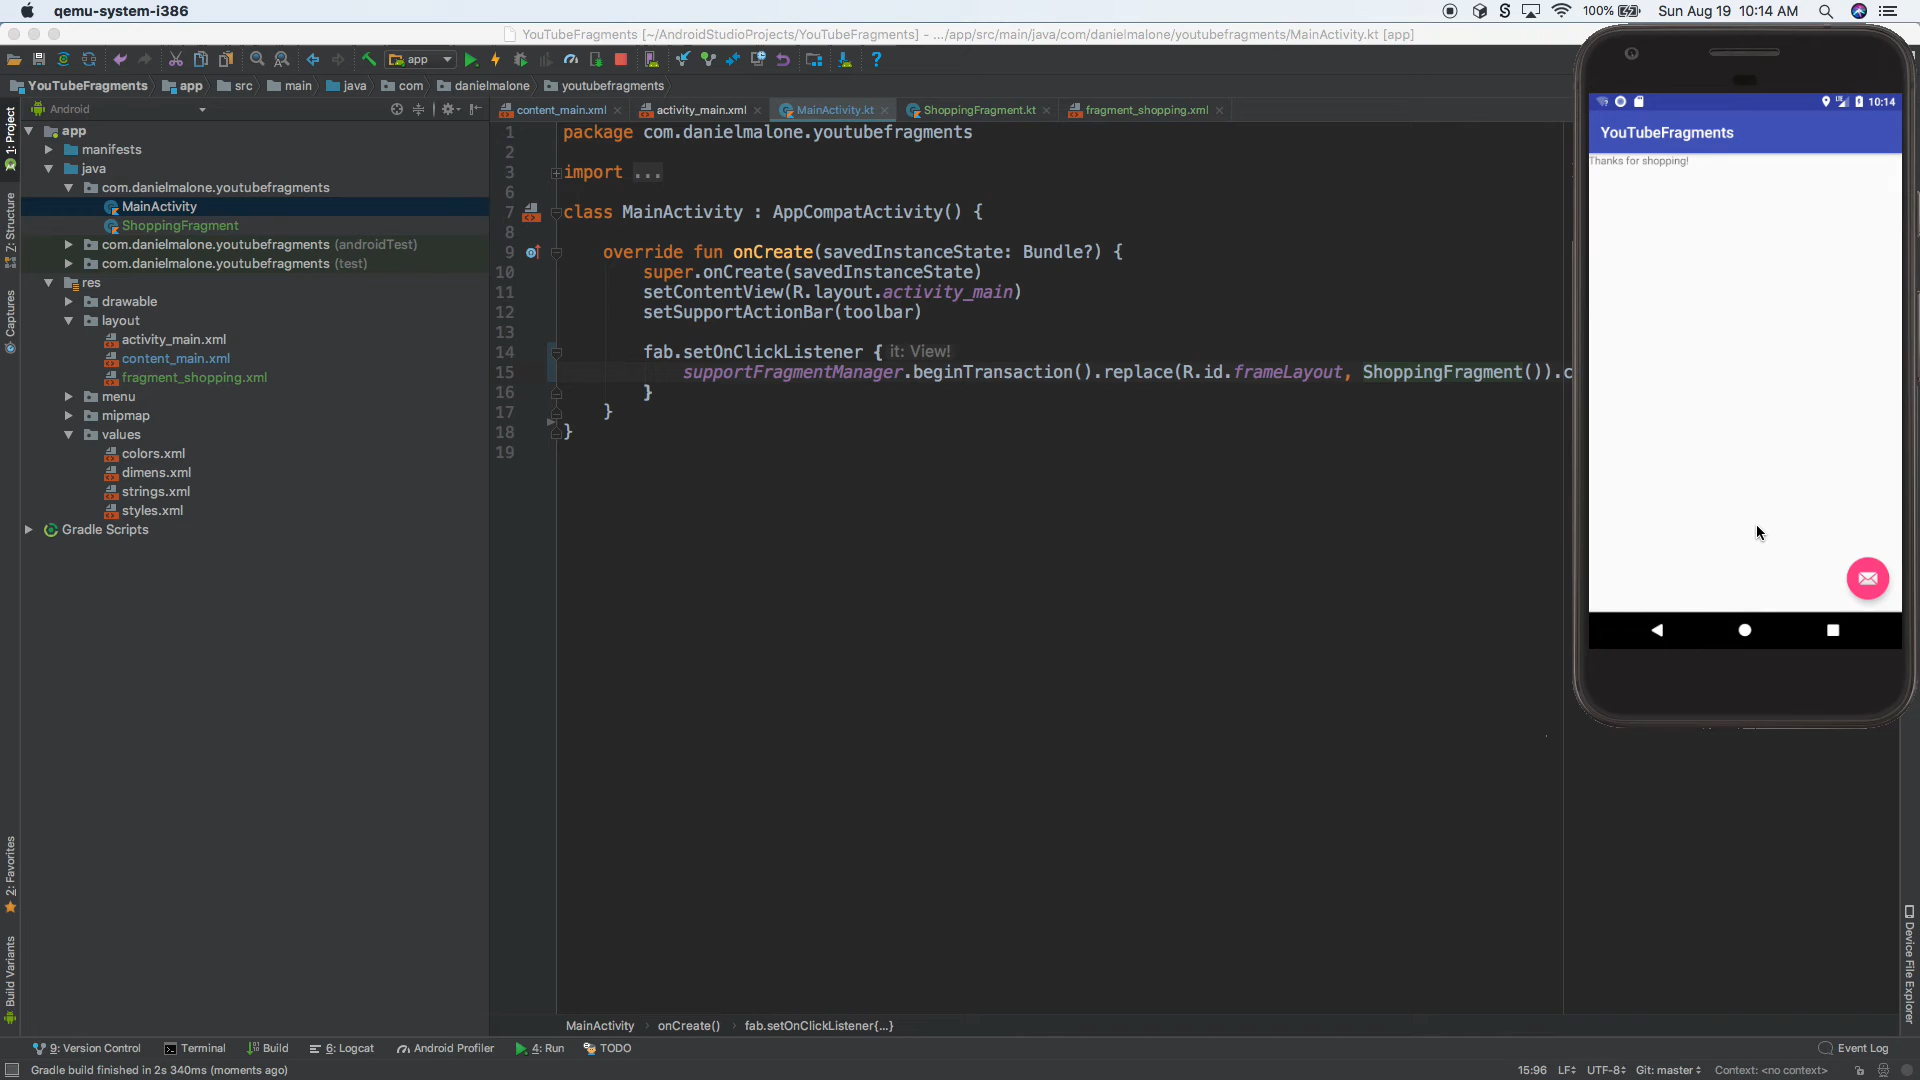 qemu-system-i386
100%
Sun Aug 19 10:14 AM
YouTubeFragments [~/AndroidStudioProjects/YouTubeFragments] - .../app/src/main/java/com/danielmalone/youtubefragments/MainActivity.kt [app]
app
YouTubeFragments
app
src
main
java
com
danielmalone
youtubefragments
Android
content_main.xml
activity_main.xml
MainActivity.kt
ShoppingFragment.kt
fragment_shopping.xml
1: Project
Z: Structure
Captures
2: Favorites
Build Variants
app
manifests
java
com.danielmalone.youtubefragments
MainActivity
ShoppingFragment
com.danielmalone.youtubefragments (androidTest)
com.danielmalone.youtubefragments (test)
res
drawable
layout
activity_main.xml
content_main.xml
fragment_shopping.xml
menu
mipmap
values
colors.xml
dimens.xml
strings.xml
styles.xml
Gradle Scripts
1 package com.danielmalone.youtubefragments
2
3 import ...
6
7 class MainActivity : AppCompatActivity() {
8
9 override fun onCreate(savedInstanceState: Bundle?) {
10 super.onCreate(savedInstanceState)
11 setContentView(R.layout.activity_main)
12 setSupportActionBar(toolbar)
13
14 fab.setOnClickListener { it: View!
15 supportFragmentManager.beginTransaction().replace(R.id.frameLayout, ShoppingFragment()).c
16 }
17 }
18 }
19
10:14
YouTubeFragments
Thanks for shopping!
Device File Explorer
MainActivity › onCreate() › fab.setOnClickListener{...}
9: Version Control
Terminal
Build
6: Logcat
Android Profiler
4: Run
TODO
Event Log
Gradle build finished in 2s 340ms (moments ago)
15:96
LF
UTF-8
Git: master
Context: <no context>